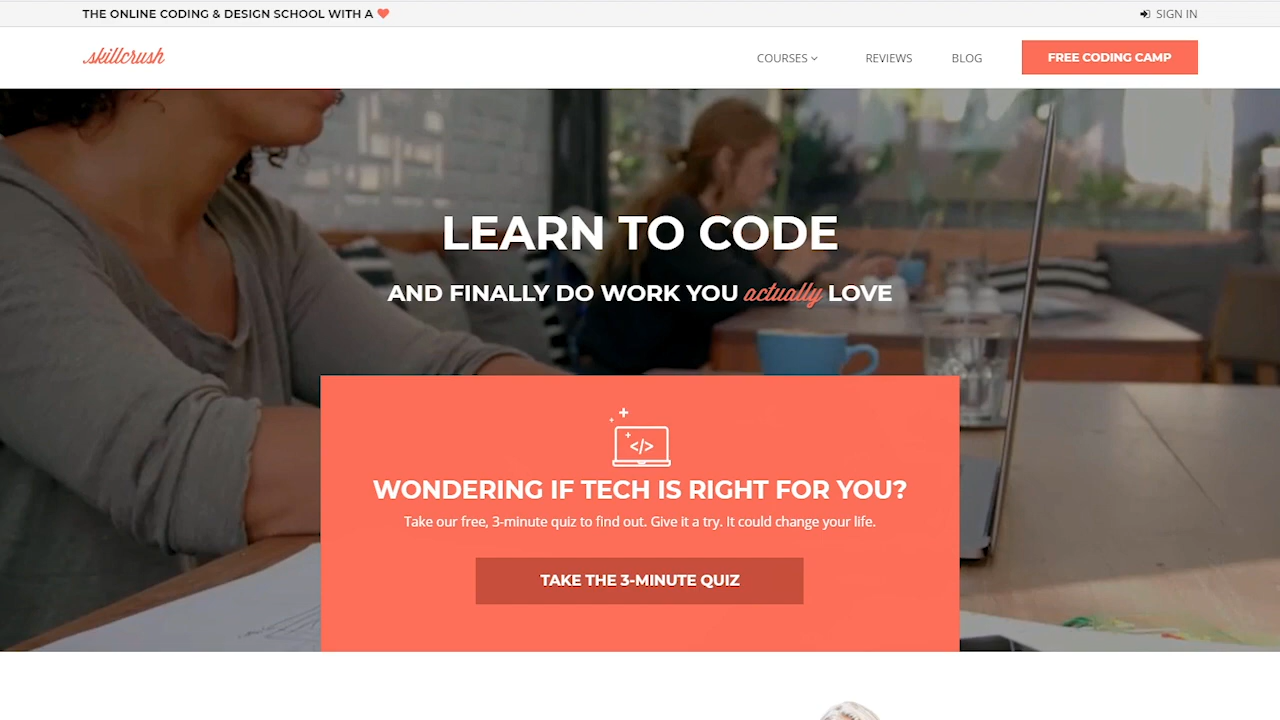 THE ONLINE CODING & DESIGN SCHOOL WITH A
SIGN IN
skillcrush
COURSES
REVIEWS
BLOG
FREE CODING CAMP
LEARN TO CODE
AND FINALLY DO WORK YOU actually LOVE
</>
WONDERING IF TECH IS RIGHT FOR YOU?
Take our free, 3-minute quiz to find out. Give it a try. It could change your life.
TAKE THE 3-MINUTE QUIZ